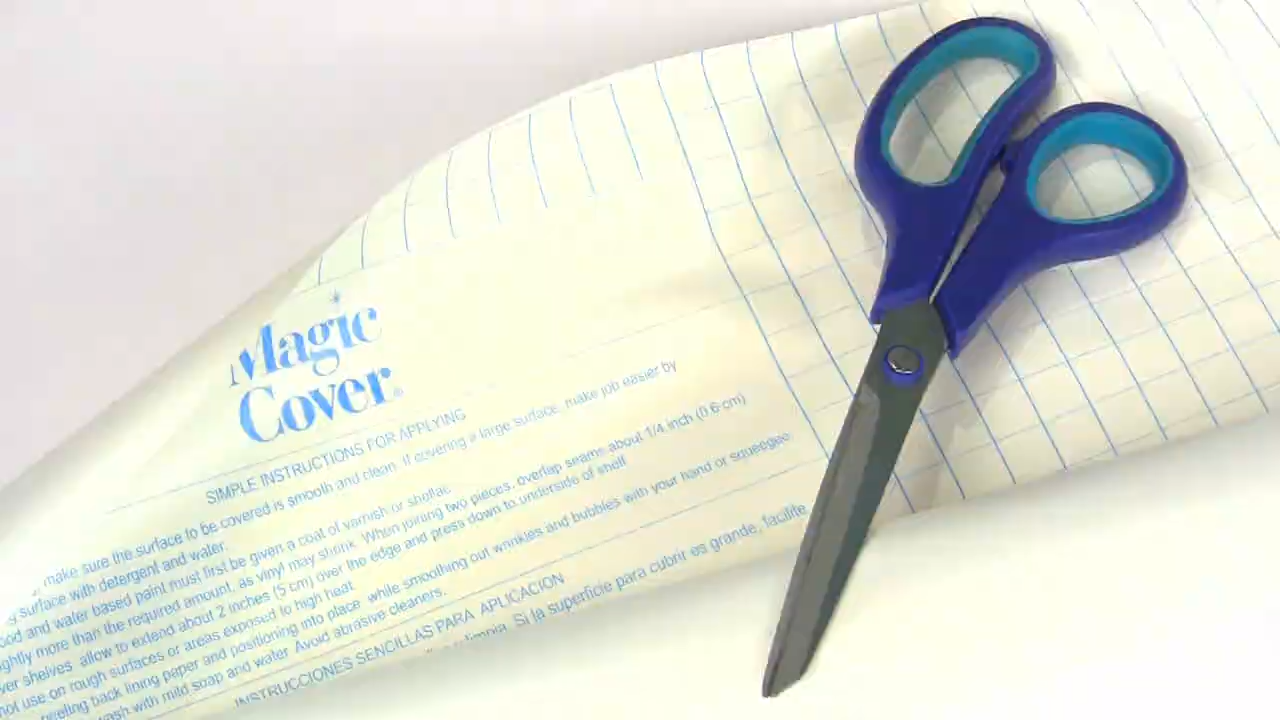 Magic
Cover®
SIMPLE INSTRUCTIONS FOR APPLYING
make sure the surface to be covered is smooth and clean. If covering a large surface, make job easier by
surface with detergent and water.
and water based paint must first be given a coat of varnish or shellac.
more than the required amount, as vinyl may shrink. When joining two pieces, overlap seams about 1/4 inch (0.6 cm)
shelves, allow to extend about 2 inches (5 cm) over the edge and press down to underside of shelf.
not use on rough surfaces or areas exposed to high heat.
peeling back lining paper and positioning into place while smoothing out wrinkles and bubbles with your hand or squeegee.
with mild soap and water. Avoid abrasive cleaners.
INSTRUCCIONES SENCILLAS PARA APLICACION
limpia. Si la superficie para cubrir es grande, facilite